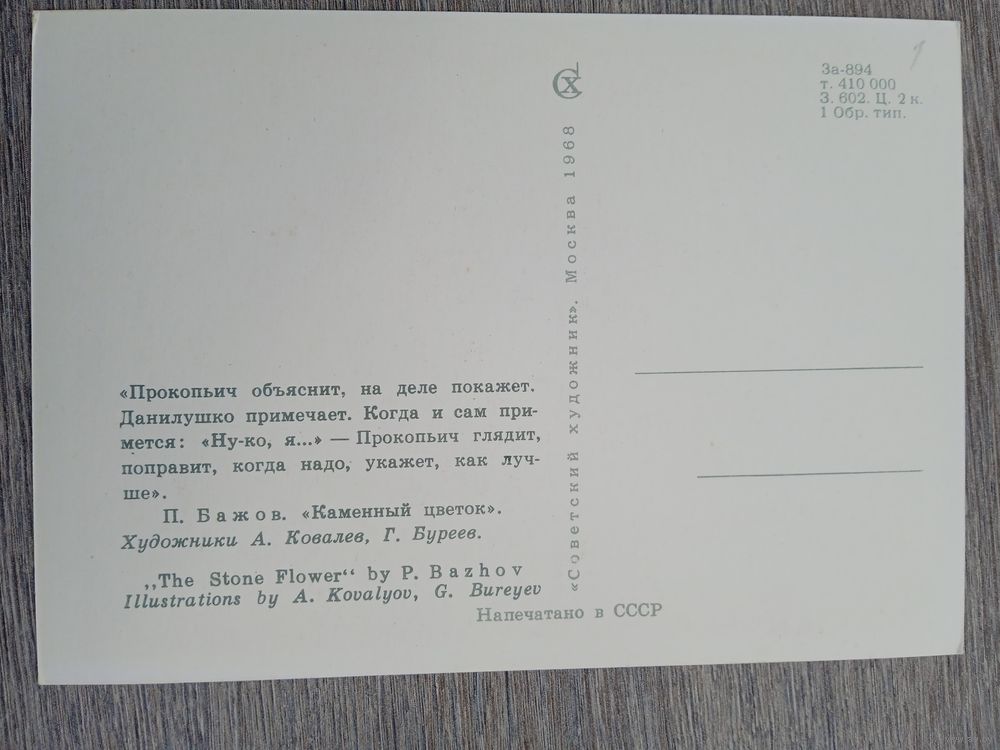 «Прокопьич объяснит, на деле покажет.
Данилушко примечает. Когда и сам при-
мется: «Ну-ко, я...» — Прокопьич глядит,
поправит, когда надо, укажет, как луч-
ше».
П. Бажов. «Каменный цветок».
Художники А. Ковалев, Г. Буреев.
„The Stone Flower“ by P. Bazhov
Illustrations by A. Kovalyov, G. Bureyev
Напечатано в СССР
СХ
«Советский художник». Москва 1968
За-894
т. 410 000
З. 602. Ц. 2 к.
1 Обр. тип.